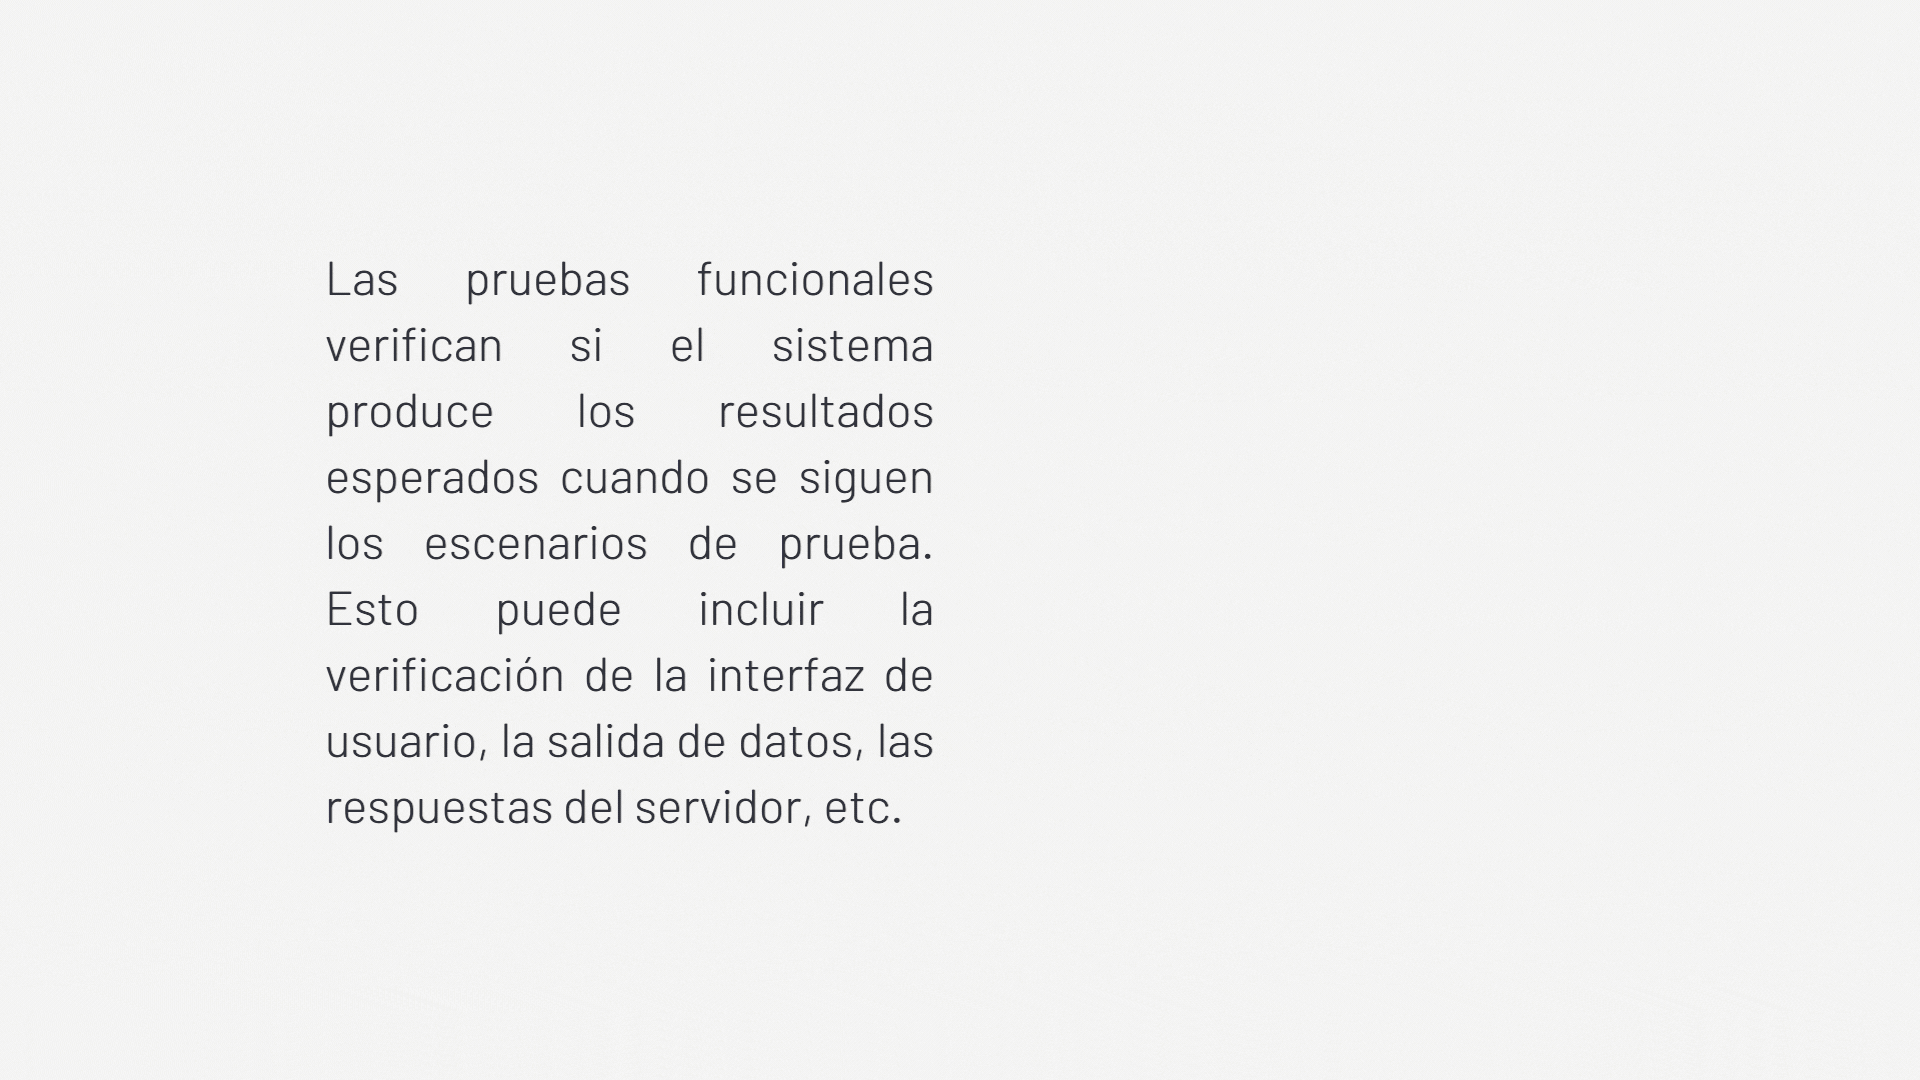 Las pruebas funcionales
verifican si el sistema
produce los resultados
esperados cuando se siguen
los escenarios de prueba.
Esto puede incluir la
verificación de la interfaz de
usuario, la salida de datos, las
respuestas del servidor, etc.